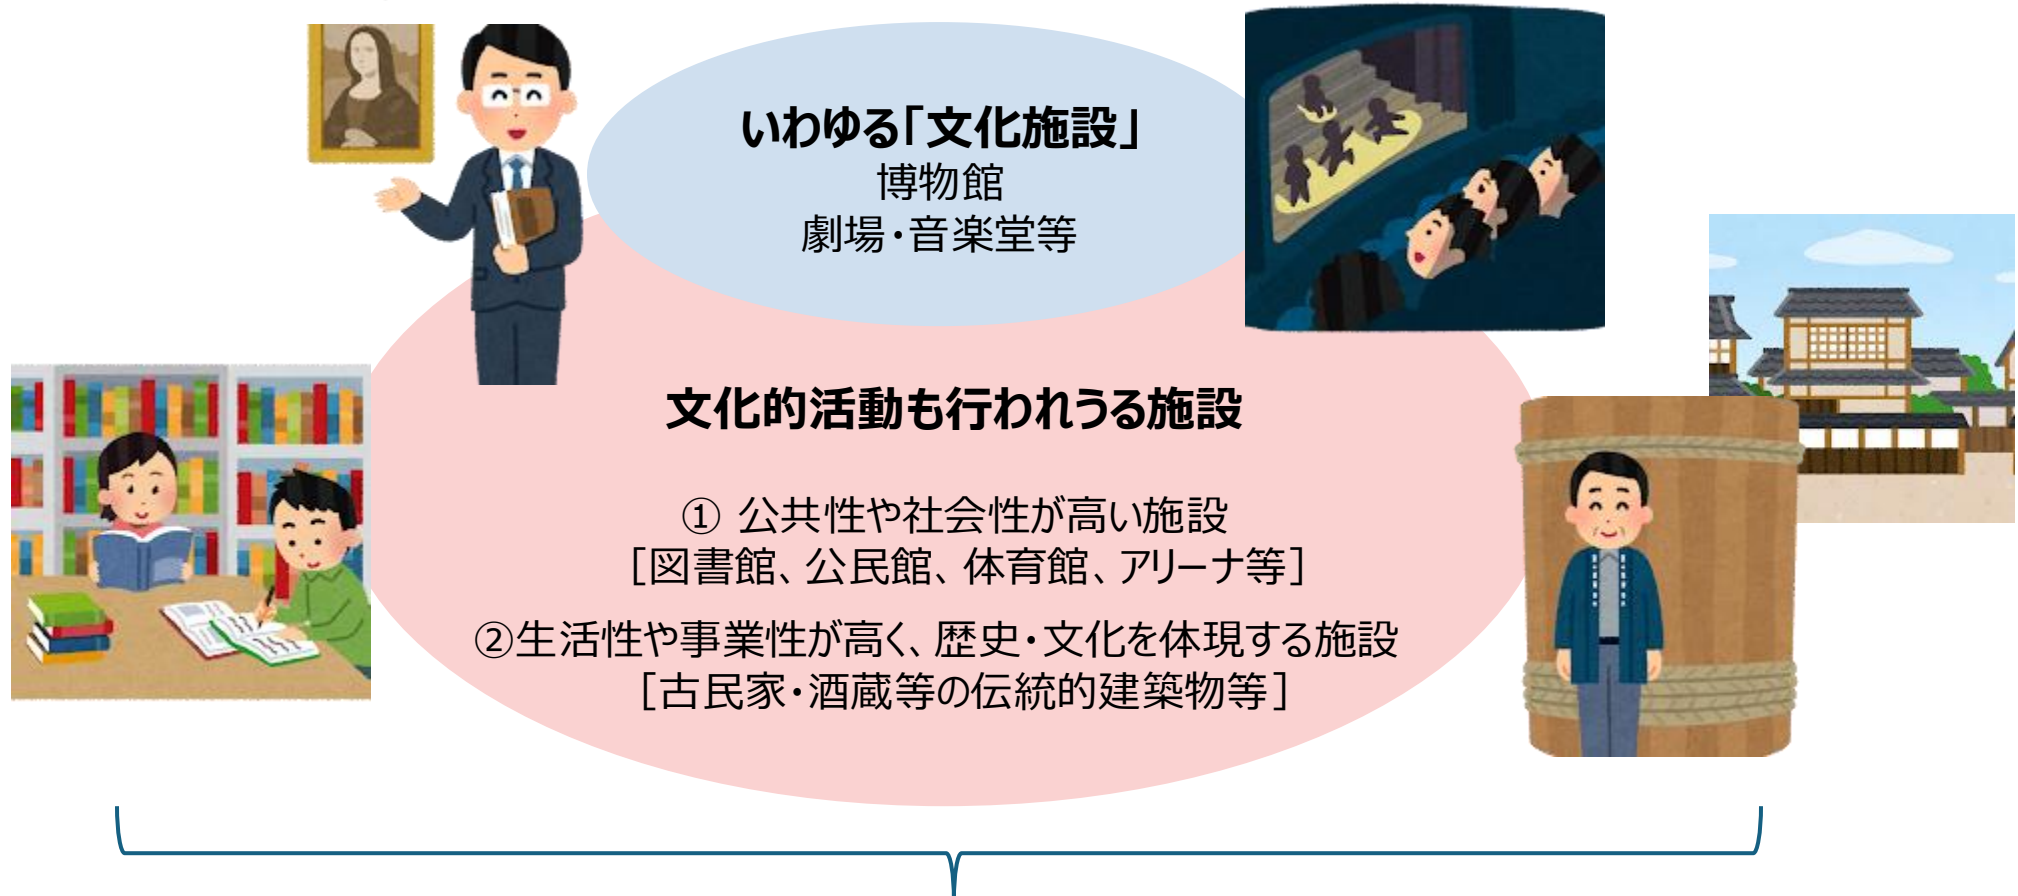 いわゆる「文化施設」
博物館
劇場・音楽堂等
文化的活動も行われうる施設
① 公共性や社会性が高い施設
［図書館、公民館、体育館、アリーナ等］
②生活性や事業性が高く、歴史・文化を体現する施設
［古民家・酒蔵等の伝統的建築物等］